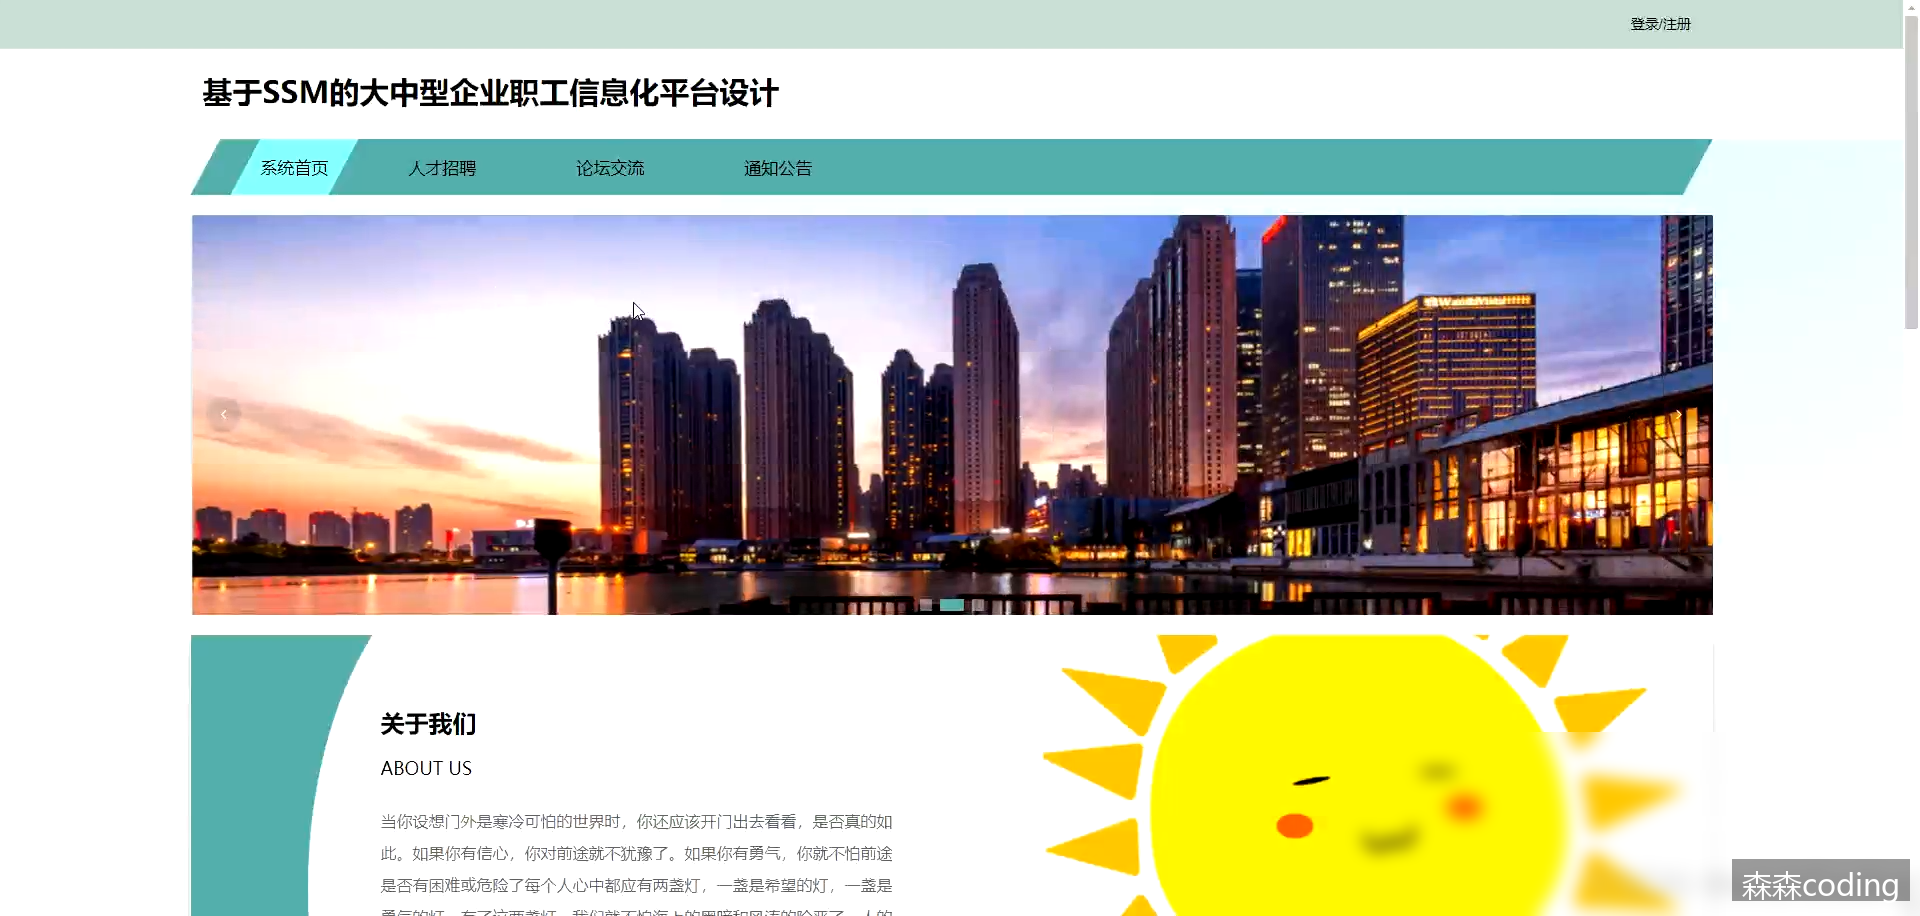 登录/注册
基于SSM的大中型企业职工信息化平台设计
系统首页 人才招聘 论坛交流 通知公告
关于我们
ABOUT US
当你设想门外是寒冷可怕的世界时，你还应该开门出去看看，是否真的如
此。如果你有信心，你对前途就不犹豫了。如果你有勇气，你就不怕前途
是否有困难或危险了每个人心中都应有两盏灯，一盏是希望的灯，一盏是
森森coding